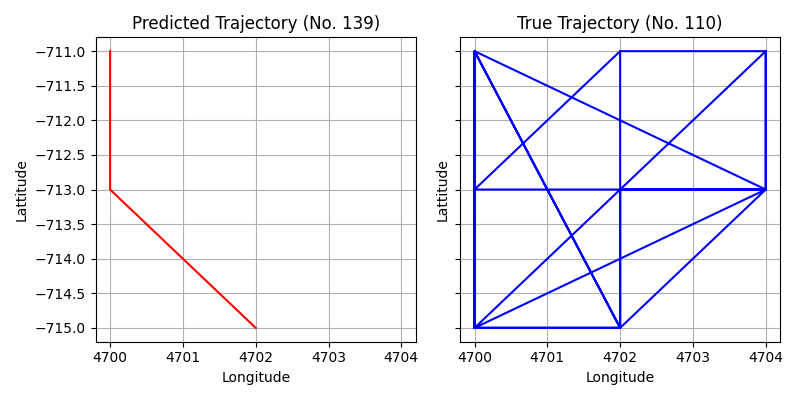 Predicted Trajectory (No. 139)
Lattitude
−711.0
−711.5
−712.0
−712.5
−713.0
−713.5
−714.0
−714.5
−715.0
4700 4701 4702 4703 4704
Longitude
True Trajectory (No. 110)
Lattitude
4700 4701 4702 4703 4704
Longitude